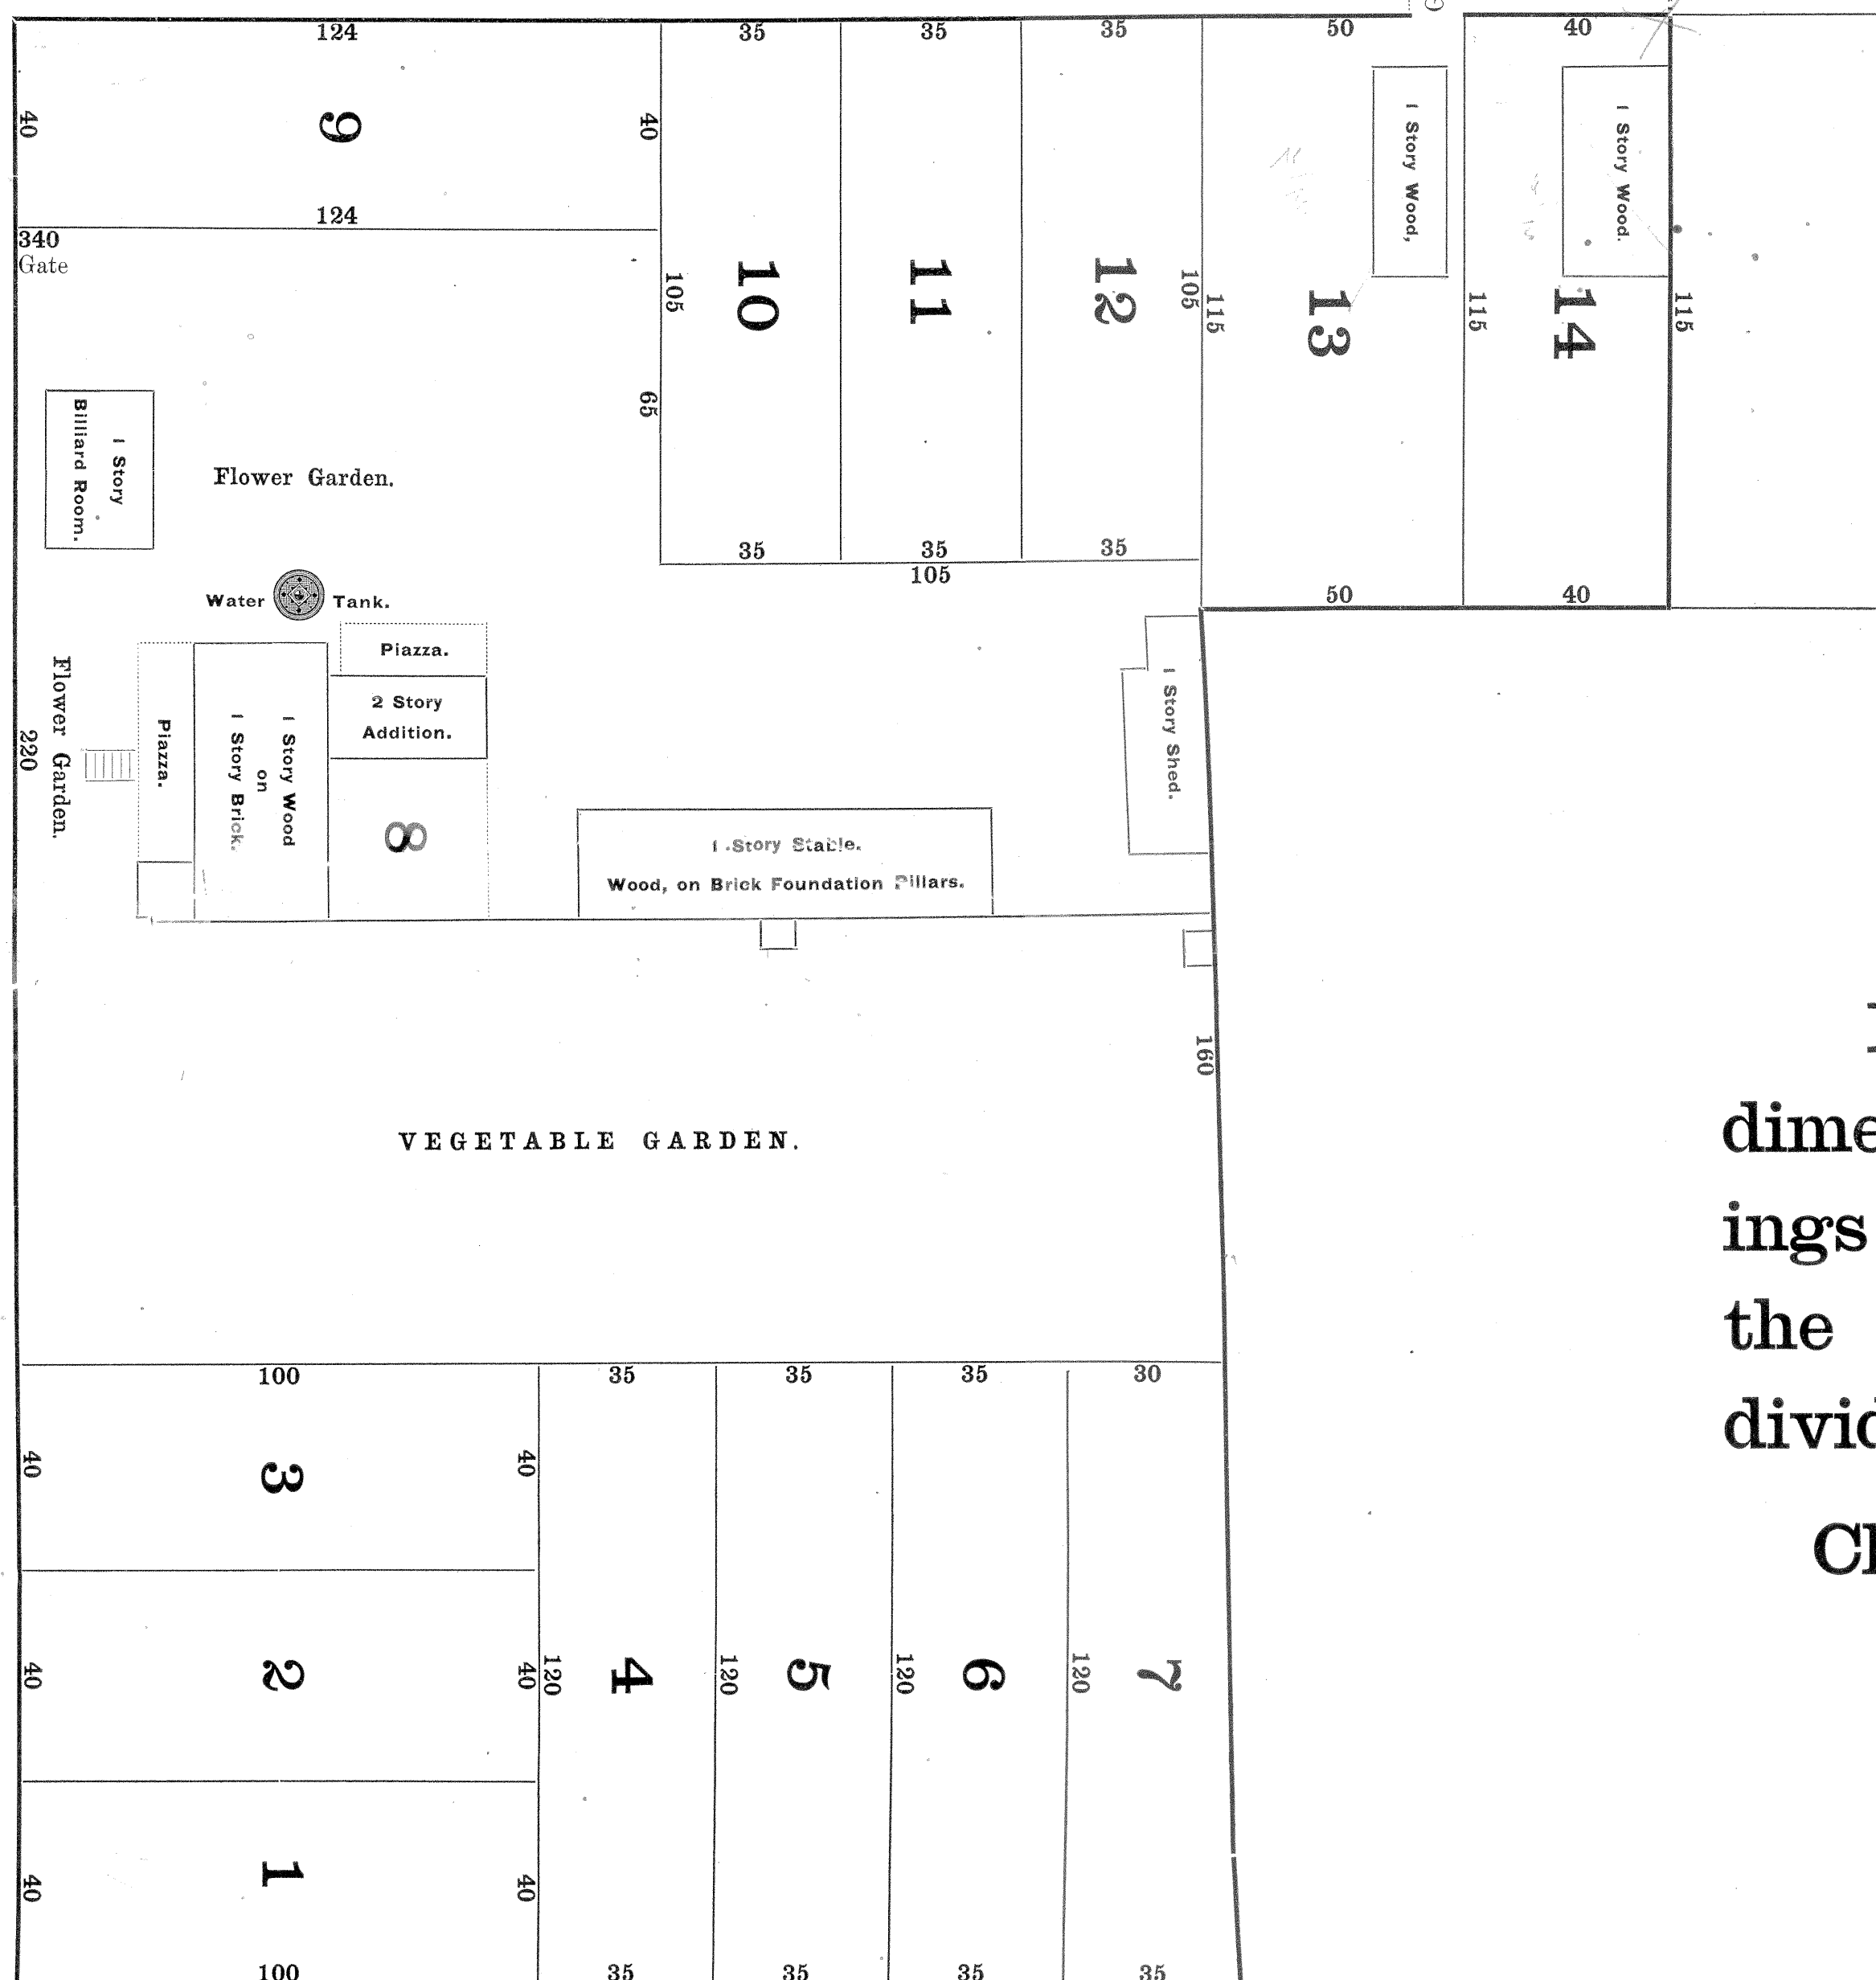 124
35
35
35
50
40
40
9
40
124
340
Gate
105
65
10
11
12
105
115
13
1 Story Wood,
115
14
1 Story Wood.
115
1 Story
Billiard Room.
Flower Garden.
35
35
35
105
50
40
Water Tank.
Flower Garden.
220
Piazza.
1 Story Wood
on
1 Story Brick.
Piazza.
2 Story
Addition.
8
1 Story Stable.
Wood, on Brick Foundation Pillars.
1 Story Shed.
160
VEGETABLE GARDEN.
dime
ings
the
divid
100
35
35
35
30
40
3
40
40
2
40
120
4
120
5
120
6
120
7
40
1
40
100
35
35
35
35